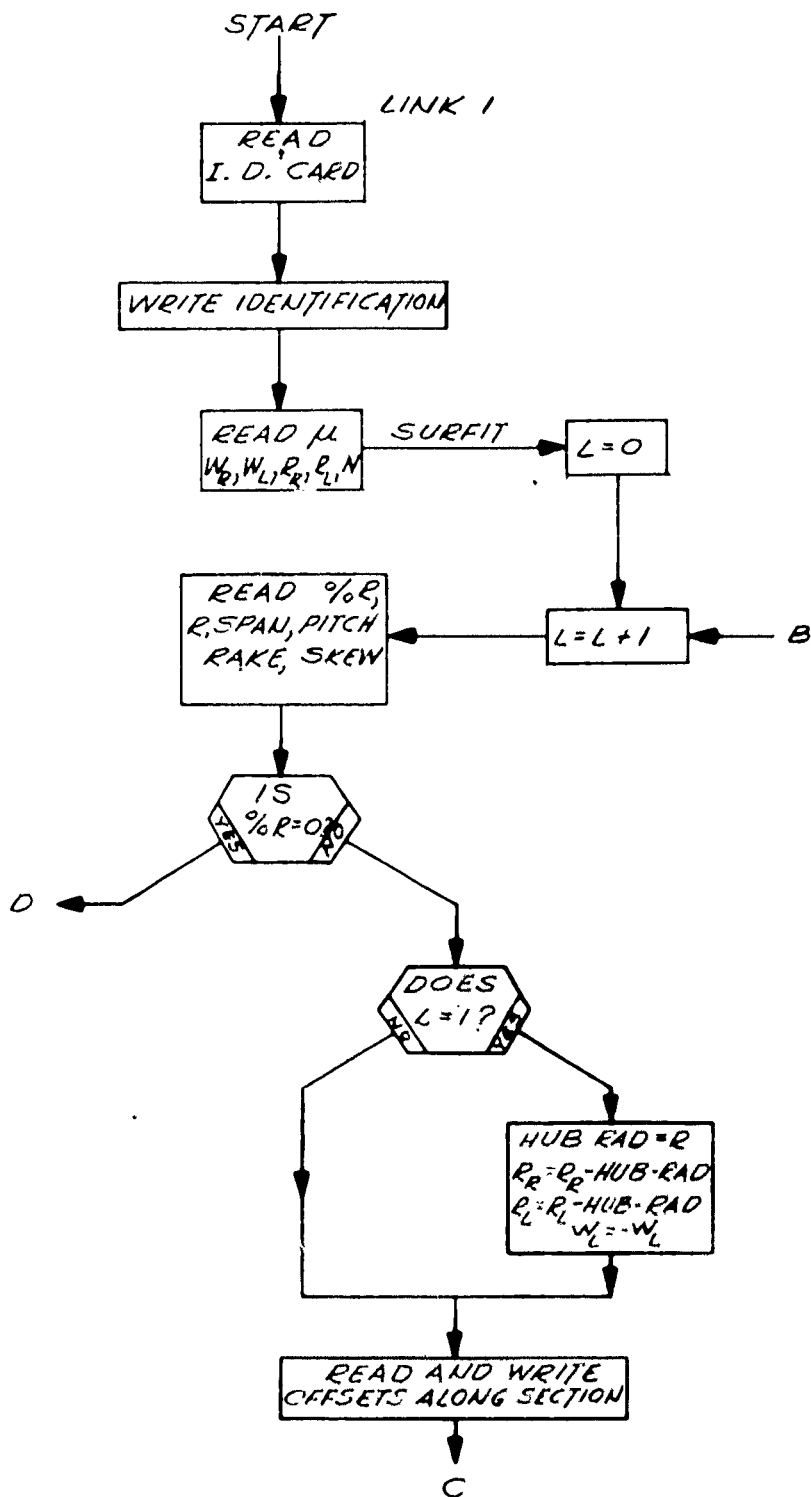 START
LINK 1
READ
I. D. CARD
WRITE IDENTIFICATION
READ μ
W_R, W_L, R_R, R_L, N
SURFIT
L=0
READ %R,
R, SPAN, PITCH
RAKE, SKEW
L=L+1
B
IS
%R=0?
YES
NO
D
DOES
L=1?
NO
YES
HUB RAD=R
R_R=R_R-HUB-RAD
R_L=R_L-HUB-RAD
W_L=-W_L
READ AND WRITE
OFFSETS ALONG SECTION
C